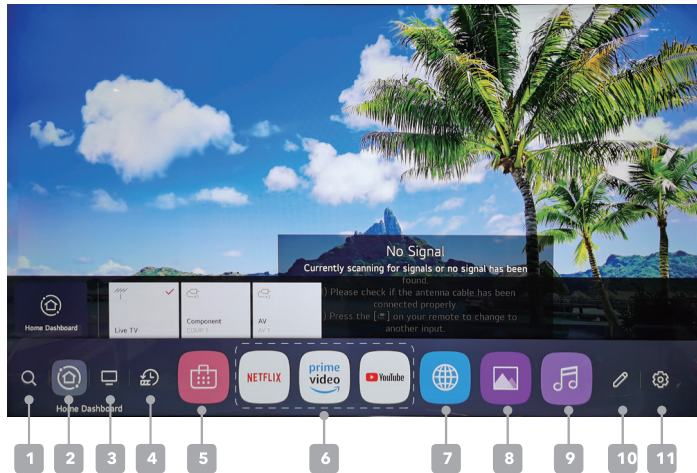 No Signal
Currently scanning for signals or no signal has been
found.
) Please check if the antenna cable has been
connected properly
) Press the [ ] on your remote to change to
another input.
Home Dashboard
Live TV
Component
COMP 1
AV
AV 1
NETFLIX
prime
video
YouTube
Home Dashboard
1 2 3 4 5 6 7 8 9 10 11